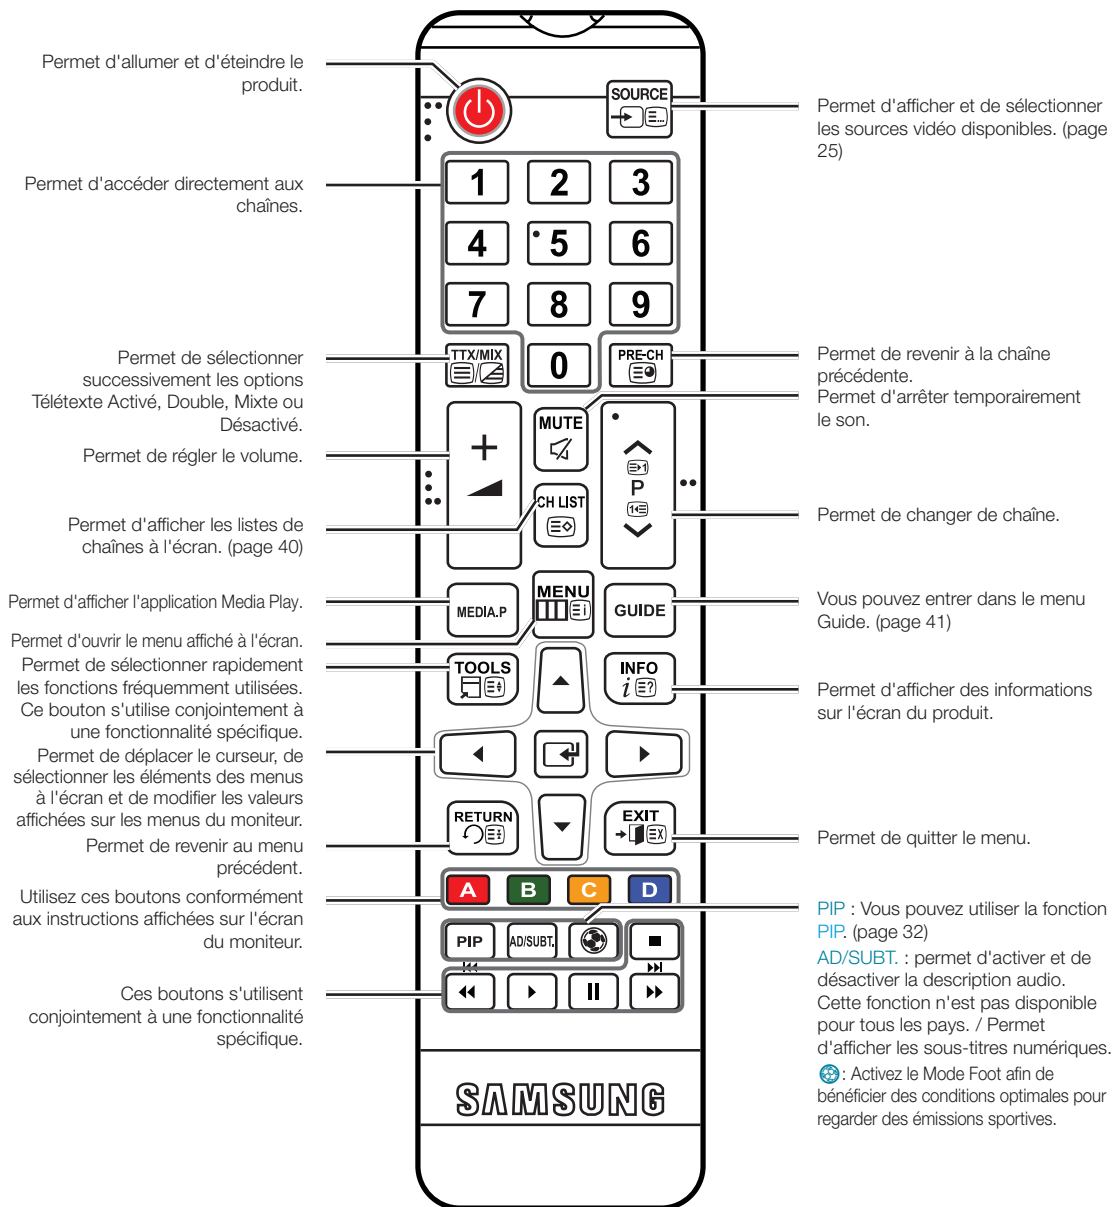 Permet d'allumer et d'éteindre le
produit.
SOURCE
Permet d'afficher et de sélectionner
les sources vidéo disponibles. (page
25)
Permet d'accéder directement aux
chaînes.
1 2 3
4 5 6
7 8 9
TTX/MIX
0
PRE-CH
Permet de sélectionner
successivement les options
Télétexte Activé, Double, Mixte ou
Désactivé.
Permet de revenir à la chaîne
précédente.
Permet d'arrêter temporairement
le son.
MUTE
Permet de régler le volume.
+
1
P
1
CH LIST
Permet d'afficher les listes de
chaînes à l'écran. (page 40)
Permet de changer de chaîne.
Permet d'afficher l'application Media Play.
MEDIA.P
MENU
i
GUIDE
Vous pouvez entrer dans le menu
Guide. (page 41)
Permet d'ouvrir le menu affiché à l'écran.
Permet de sélectionner rapidement
les fonctions fréquemment utilisées.
Ce bouton s'utilise conjointement à
une fonctionnalité spécifique.
TOOLS
INFO
i ?
Permet d'afficher des informations
sur l'écran du produit.
Permet de déplacer le curseur, de
sélectionner les éléments des menus
à l'écran et de modifier les valeurs
affichées sur les menus du moniteur.
RETURN
EXIT
X
Permet de revenir au menu
précédent.
Permet de quitter le menu.
Utilisez ces boutons conformément
aux instructions affichées sur l'écran
du moniteur.
A B C D
PIP AD/SUBT.
Ces boutons s'utilisent
conjointement à une fonctionnalité
spécifique.
PIP : Vous pouvez utiliser la fonction
PIP. (page 32)
AD/SUBT. : permet d'activer et de
désactiver la description audio.
Cette fonction n'est pas disponible
pour tous les pays. / Permet
d'afficher les sous-titres numériques.
: Activez le Mode Foot afin de
bénéficier des conditions optimales pour
regarder des émissions sportives.
SAMSUNG